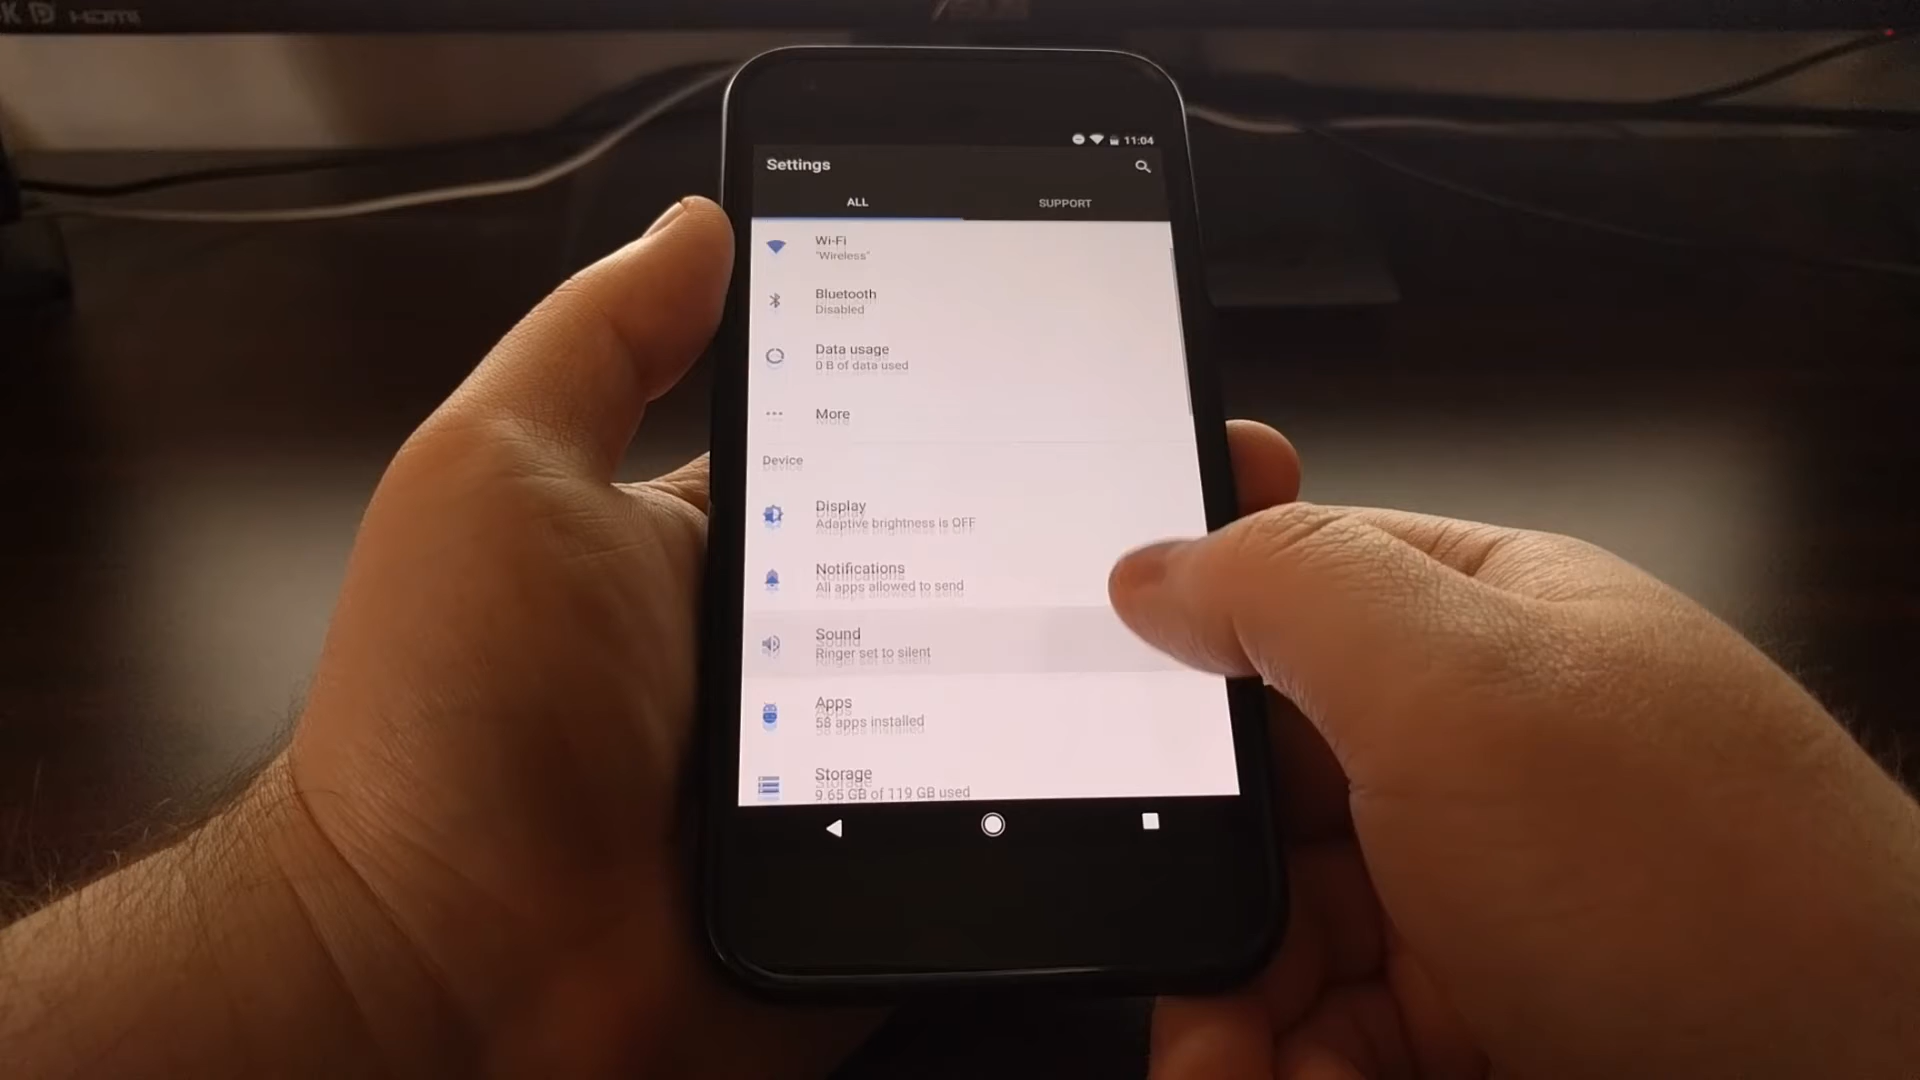 HDMI
11:04
Settings
ALL
SUPPORT
Wi-Fi
"Wireless"
Bluetooth
Disabled
Data usage
0 B of data used
More
Device
Display
Adaptive brightness is OFF
Notifications
All apps allowed to send
Sound
Ringer set to silent
Apps
58 apps installed
Storage
9.65 GB of 119 GB used